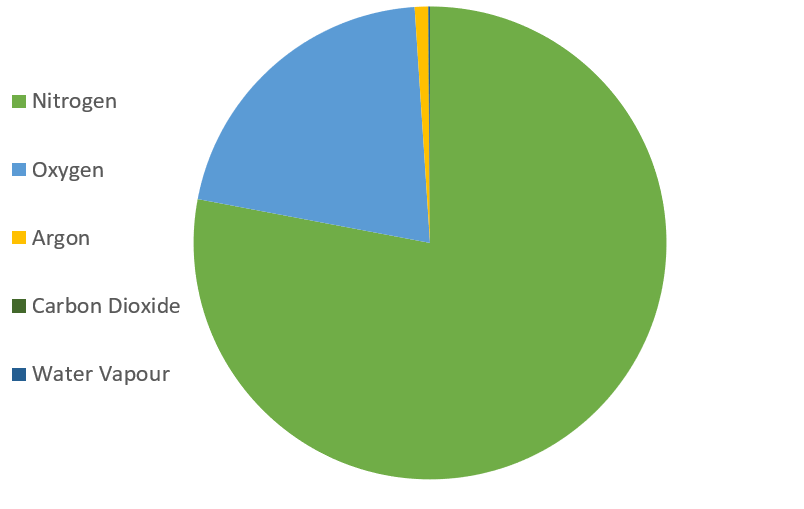 Nitrogen
Oxygen
Argon
Carbon Dioxide
Water Vapour